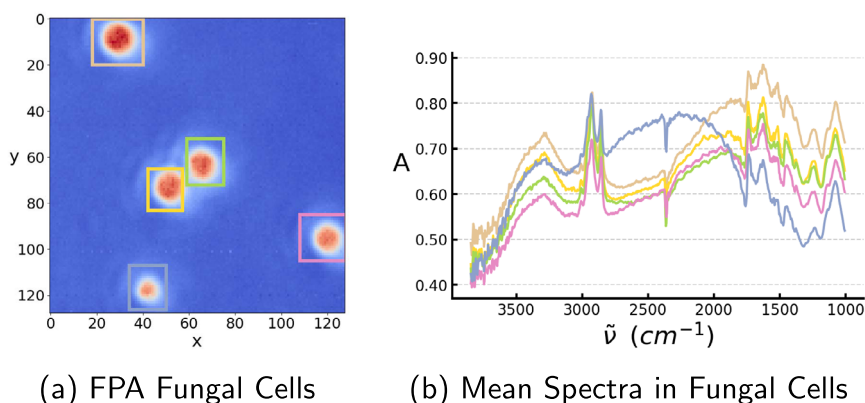 0
20
40
60
80
100
120
y
0 20 40 60 80 100 120
x
(a) FPA Fungal Cells
0.90
0.80
0.70
0.60
0.50
0.40
A
3500 3000 2500 2000 1500 1000
ν̃ (cm⁻¹)
(b) Mean Spectra in Fungal Cells